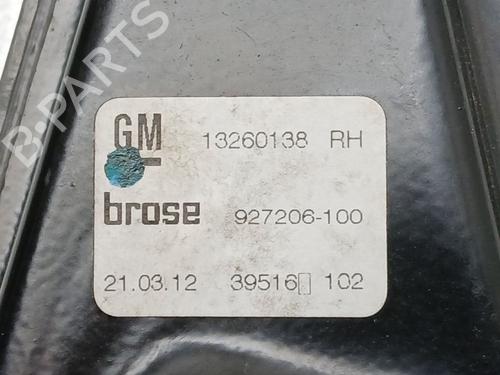 B-PARTS
GM 13260138 RH
brose 927206-100
21.03.12 39516▯ 102